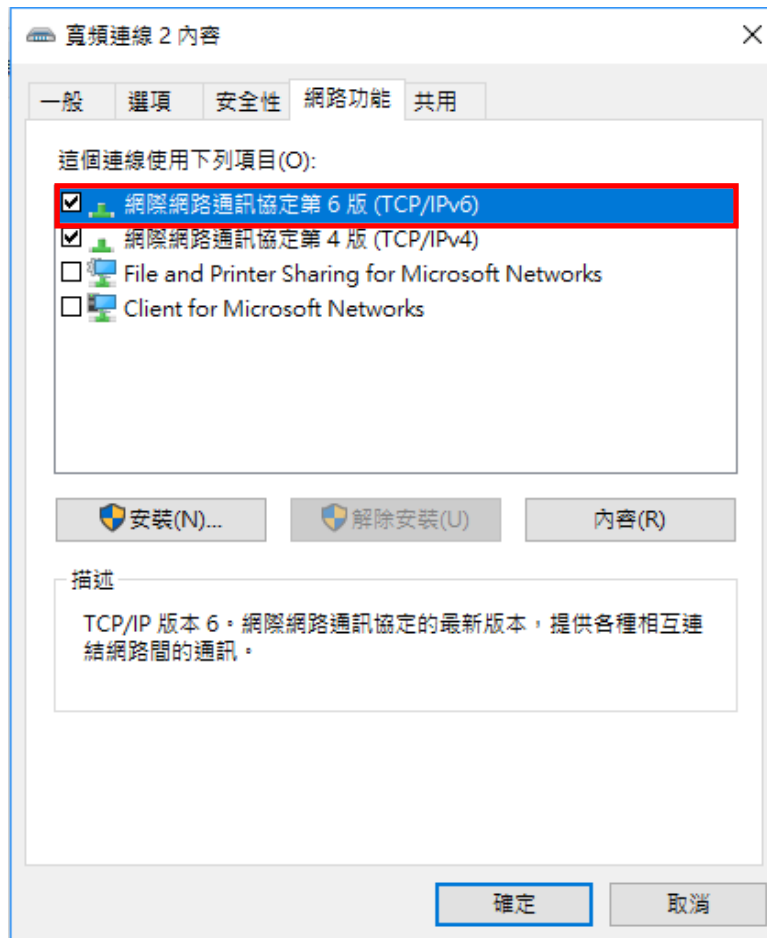 寬頻連線 2 內容
一般 選項 安全性 網路功能 共用
這個連線使用下列項目(O):
網際網路通訊協定第 6 版 (TCP/IPv6)
網際網路通訊協定第 4 版 (TCP/IPv4)
File and Printer Sharing for Microsoft Networks
Client for Microsoft Networks
安裝(N)... 解除安裝(U) 內容(R)
描述
TCP/IP 版本 6。網際網路通訊協定的最新版本，提供各種相互連
結網路間的通訊。
確定 取消